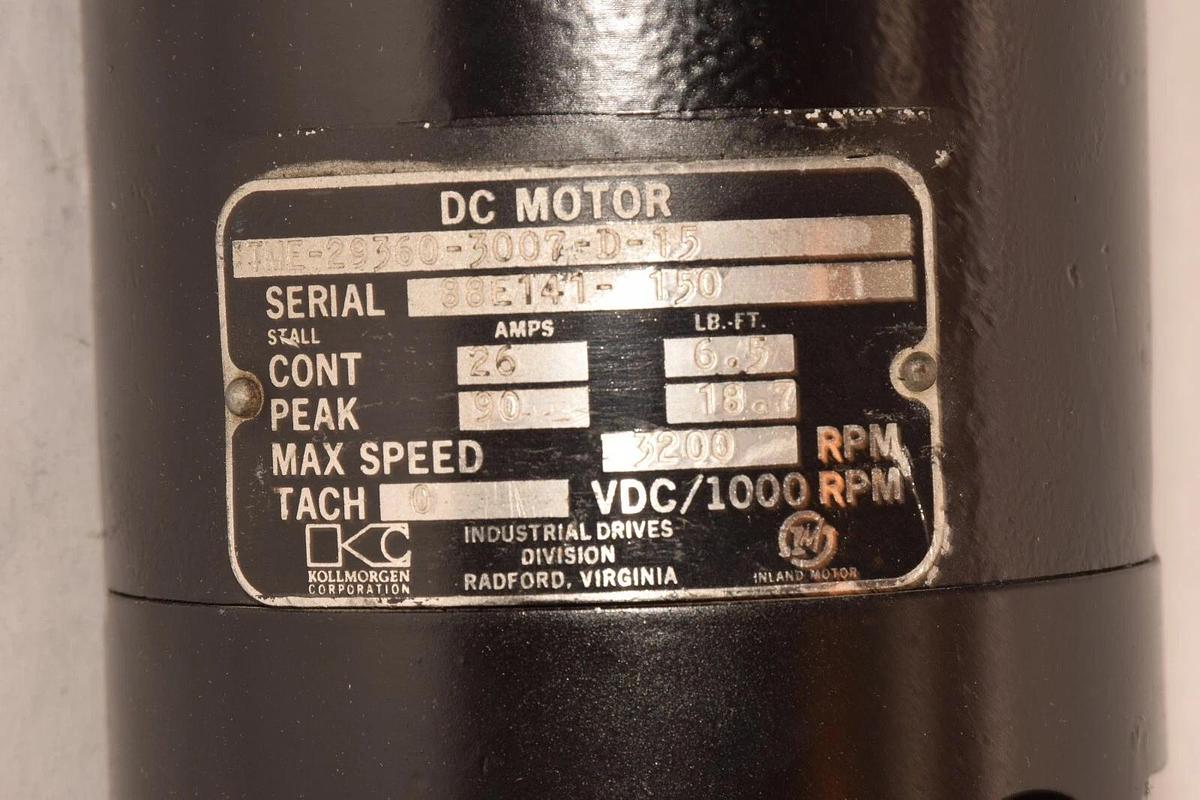 DC MOTOR
TME-29360-3007-D-15
SERIAL 88E141- 150
STALL AMPS LB.-FT.
CONT 26 6.5
PEAK 90 18.7
MAX SPEED 3200 RPM
TACH 0 VDC/1000 RPM
KC INDUSTRIAL DRIVES
DIVISION
KOLLMORGEN RADFORD, VIRGINIA INLAND MOTOR
CORPORATION